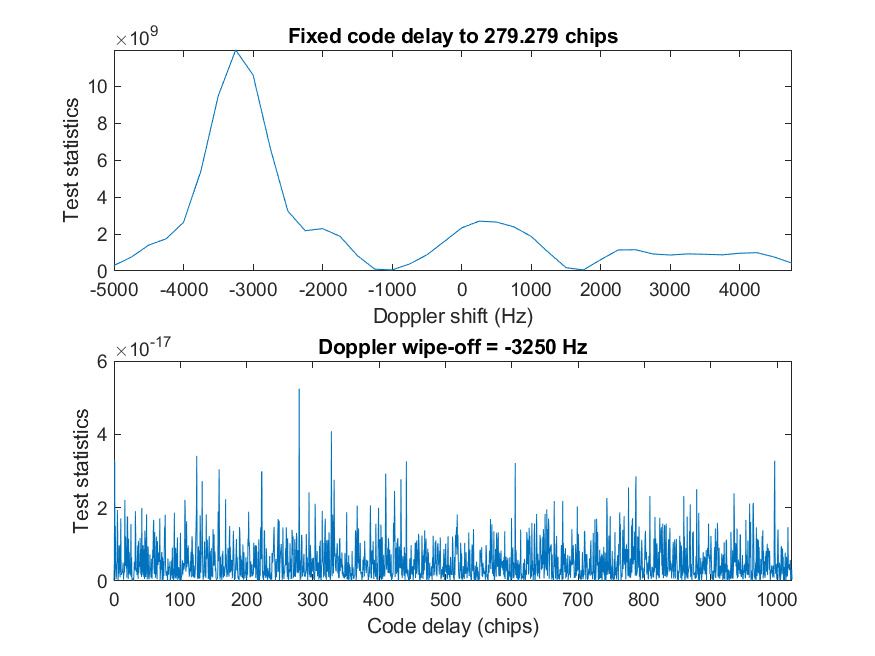 ×10⁹
Fixed code delay to 279.279 chips
Test statistics
10
8
6
4
2
0
-5000 -4000 -3000 -2000 -1000 0 1000 2000 3000 4000
Doppler shift (Hz)
×10⁻¹⁷
Doppler wipe-off = -3250 Hz
Test statistics
6
4
2
0
0 100 200 300 400 500 600 700 800 900 1000
Code delay (chips)